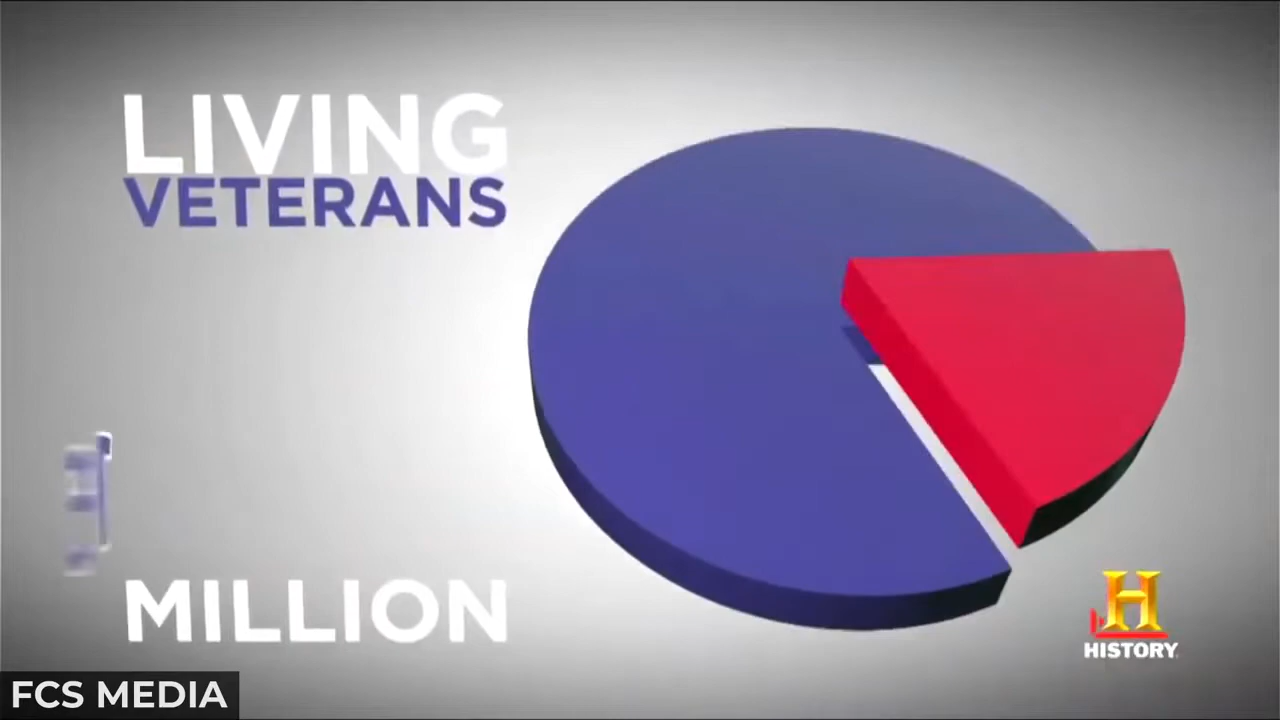 LIVING
VETERANS
MILLION
H
HISTORY
FCS MEDIA